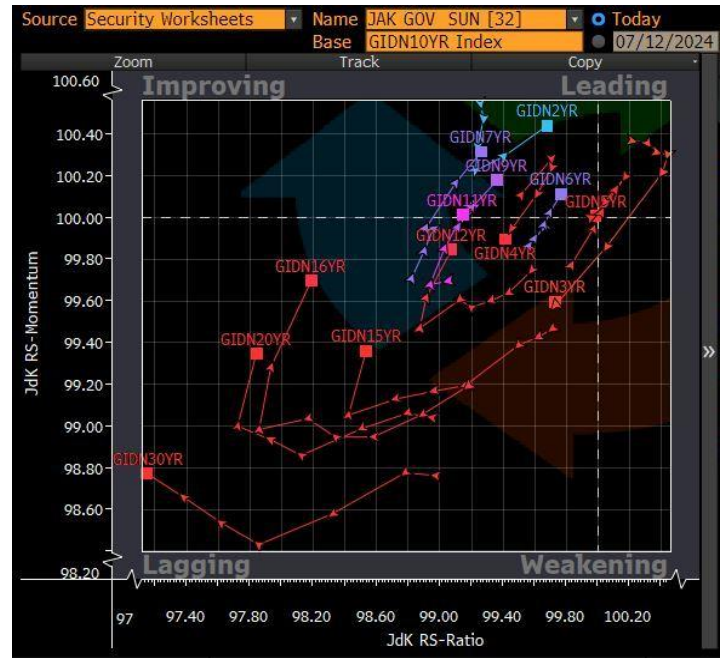 Source Security Worksheets Name JAK GOV SUN [32] Today
Base GIDN10YR Index 07/12/2024
Zoom Track Copy
100.60
Improving Leading
GIDN2YR
100.40
GIDN7YR
GIDN9YR
100.20
GIDN6YR
GIDN11YR GIDN5YR
100.00
GIDN12YR
GIDN4YR
99.80
GIDN16YR
GIDN3YR
99.60
99.40
GIDN20YR GIDN15YR
99.20
99.00
98.80
GIDN30YR
98.60
98.20
Lagging Weakening
JdK RS-Momentum
»
97 97.40 97.80 98.20 98.60 99.00 99.40 99.80 100.20
JdK RS-Ratio